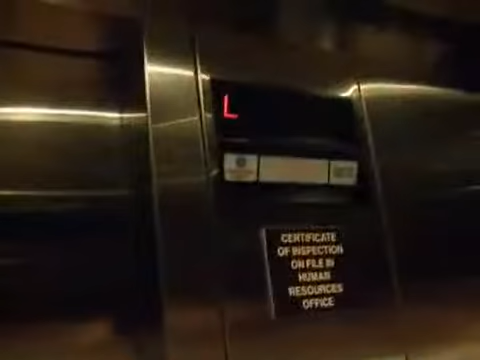 L
CERTIFICATE
OF INSPECTION
ON FILE IN
HUMAN
RESOURCES
OFFICE